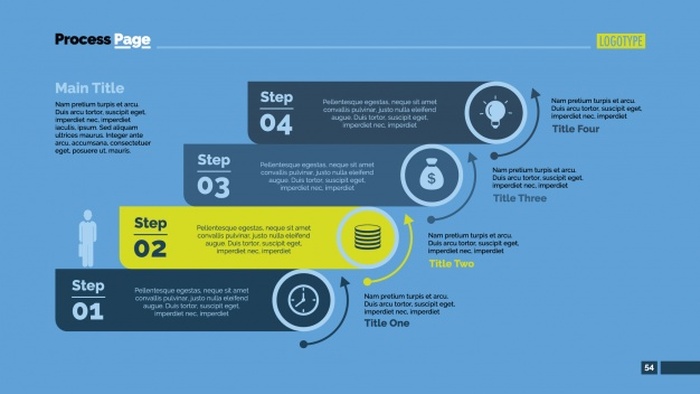 Process Page
LOGOTYPE
Main Title
Nam pretium turpis et arcu.
Duis arcu tortor, suscipit eget,
imperdiet nec, imperdiet
iaculis, ipsum. Sed aliquam
ultrices mauris. Integer ante
arcu, accumsana, consectetuer
eget, posuere ut, mauris.
Step
04
Pellentesque egestas, neque sit amet
convallis pulvinar, justo nulla eleifend
augue. Duis tortor, suscipit eget,
imperdiet nec, imperdiet
Nam pretium turpis et arcu.
Duis arcu tortor, suscipit eget,
imperdiet nec, imperdiet
Title Four
Step
03
Pellentesque egestas, neque sit amet
convallis pulvinar, justo nulla eleifend
augue. Duis tortor, suscipit eget,
imperdiet nec, imperdiet
$
Nam pretium turpis et arcu.
Duis arcu tortor, suscipit eget,
imperdiet nec, imperdiet
Title Three
Step
02
Pellentesque egestas, neque sit amet
convallis pulvinar, justo nulla eleifend
augue. Duis tortor, suscipit eget,
imperdiet nec, imperdiet
Nam pretium turpis et arcu.
Duis arcu tortor, suscipit eget,
imperdiet nec, imperdiet
Title Two
Step
01
Pellentesque egestas, neque sit amet
convallis pulvinar, justo nulla eleifend
augue. Duis tortor, suscipit eget,
imperdiet nec, imperdiet
Nam pretium turpis et arcu.
Duis arcu tortor, suscipit eget,
imperdiet nec, imperdiet
Title One
54